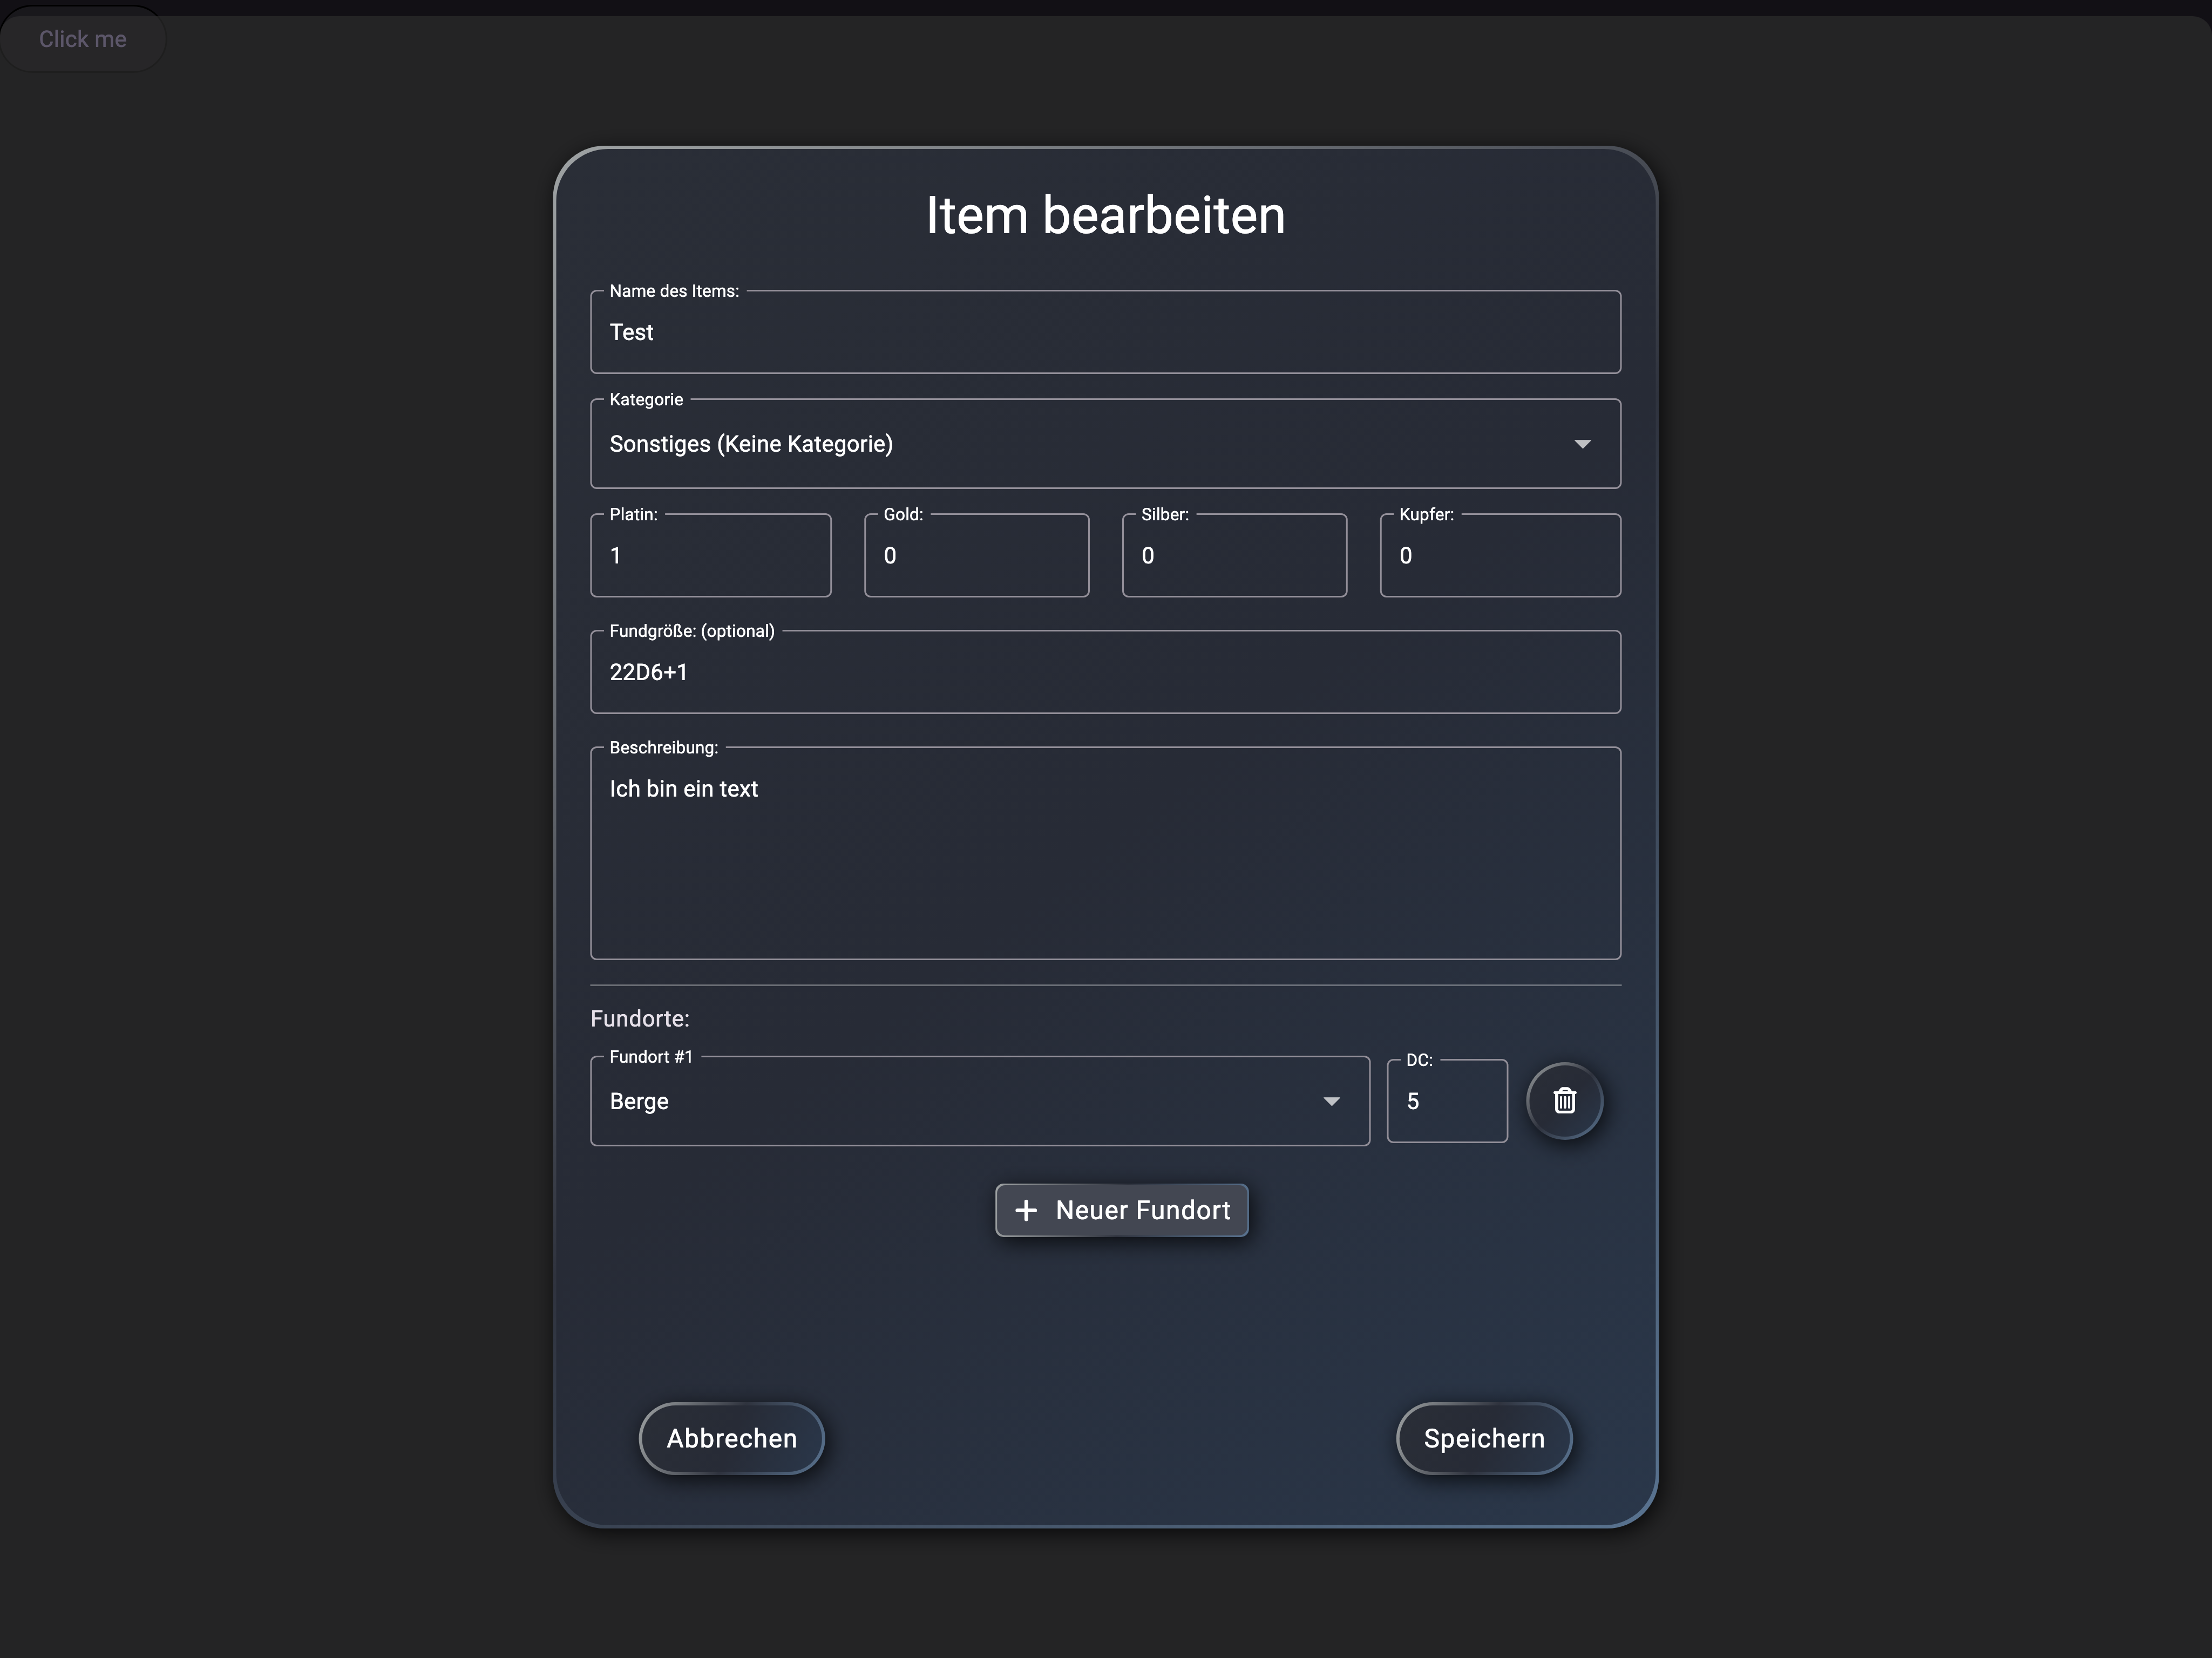 Click me
Item bearbeiten
Name des Items:
Test
Kategorie
Sonstiges (Keine Kategorie)
Platin: Gold: Silber: Kupfer:
1 0 0 0
Fundgröße: (optional)
22D6+1
Beschreibung:
Ich bin ein text
Fundorte:
Fundort #1 DC:
Berge 5
Neuer Fundort
Abbrechen Speichern